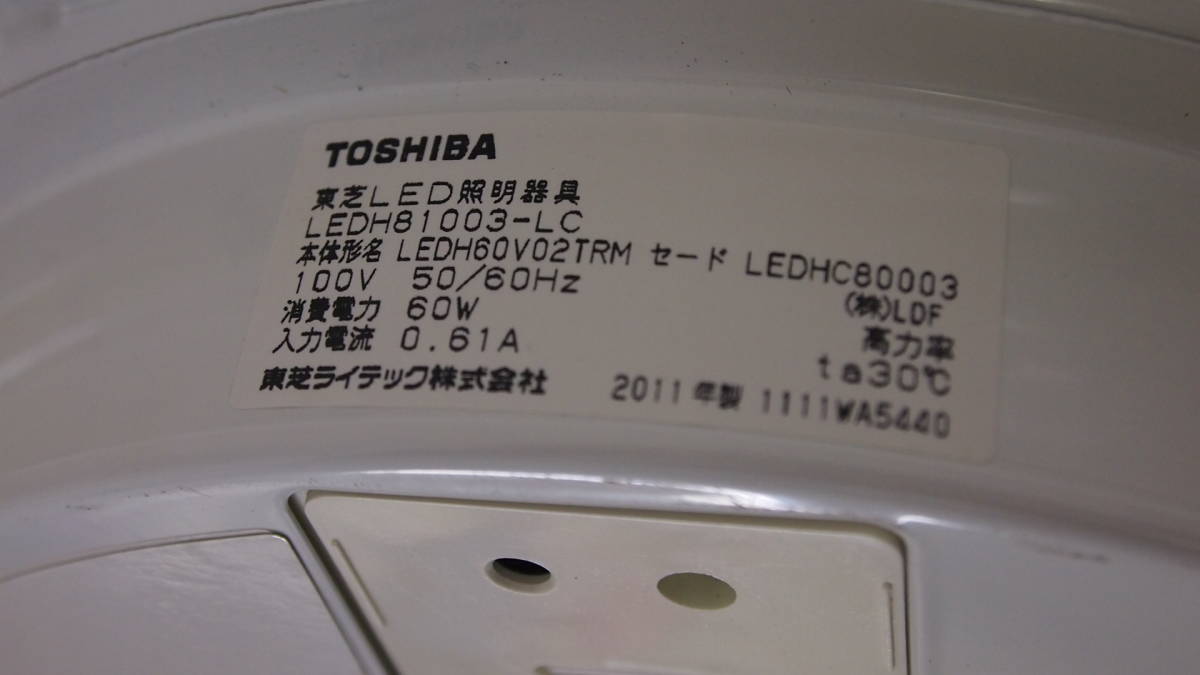 TOSHIBA
東芝LED照明器具
LEDH81003-LC
本体形名 LEDH60V02TRM セード LEDHC80003
100V 50/60Hz
(株)LDF
消費電力 60W
高力率
入力電流 0.61A
ta30℃
東芝ライテック株式会社 2011年製 1111WA5440